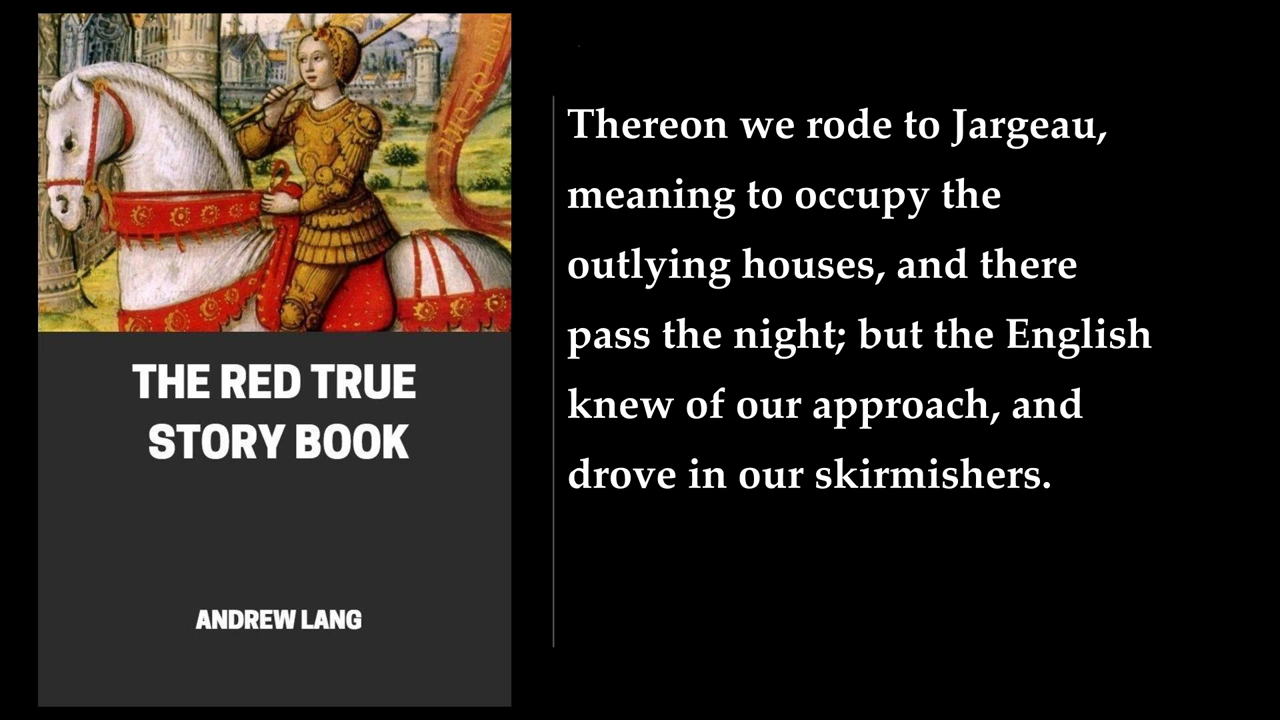 THE RED TRUE
STORY BOOK
ANDREW LANG
Thereon we rode to Jargeau,
meaning to occupy the
outlying houses, and there
pass the night; but the English
knew of our approach, and
drove in our skirmishers.